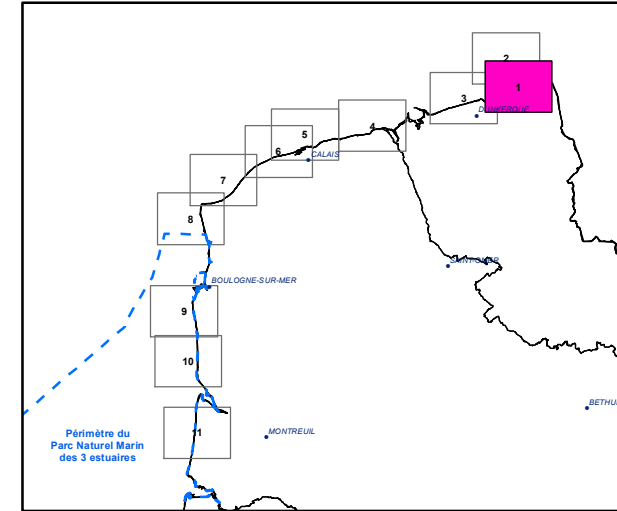 2
1
3
DUNKERQUE
4
5
6
CALAIS
7
8
SAINT-OMER
BOULOGNE-SUR-MER
9
10
BETHU
11
MONTREUIL
Périmètre du
Parc Naturel Marin
des 3 estuaires